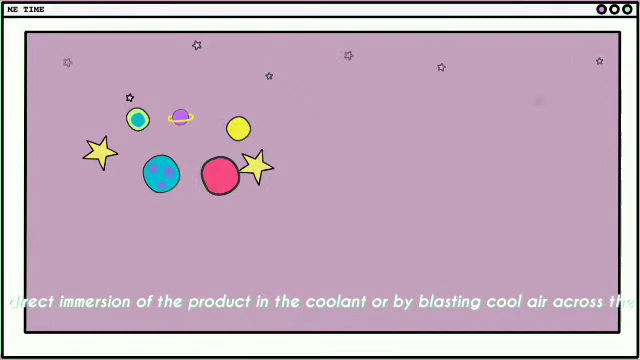 ME TIME
direct immersion of the product in the coolant or by blasting cool air across the